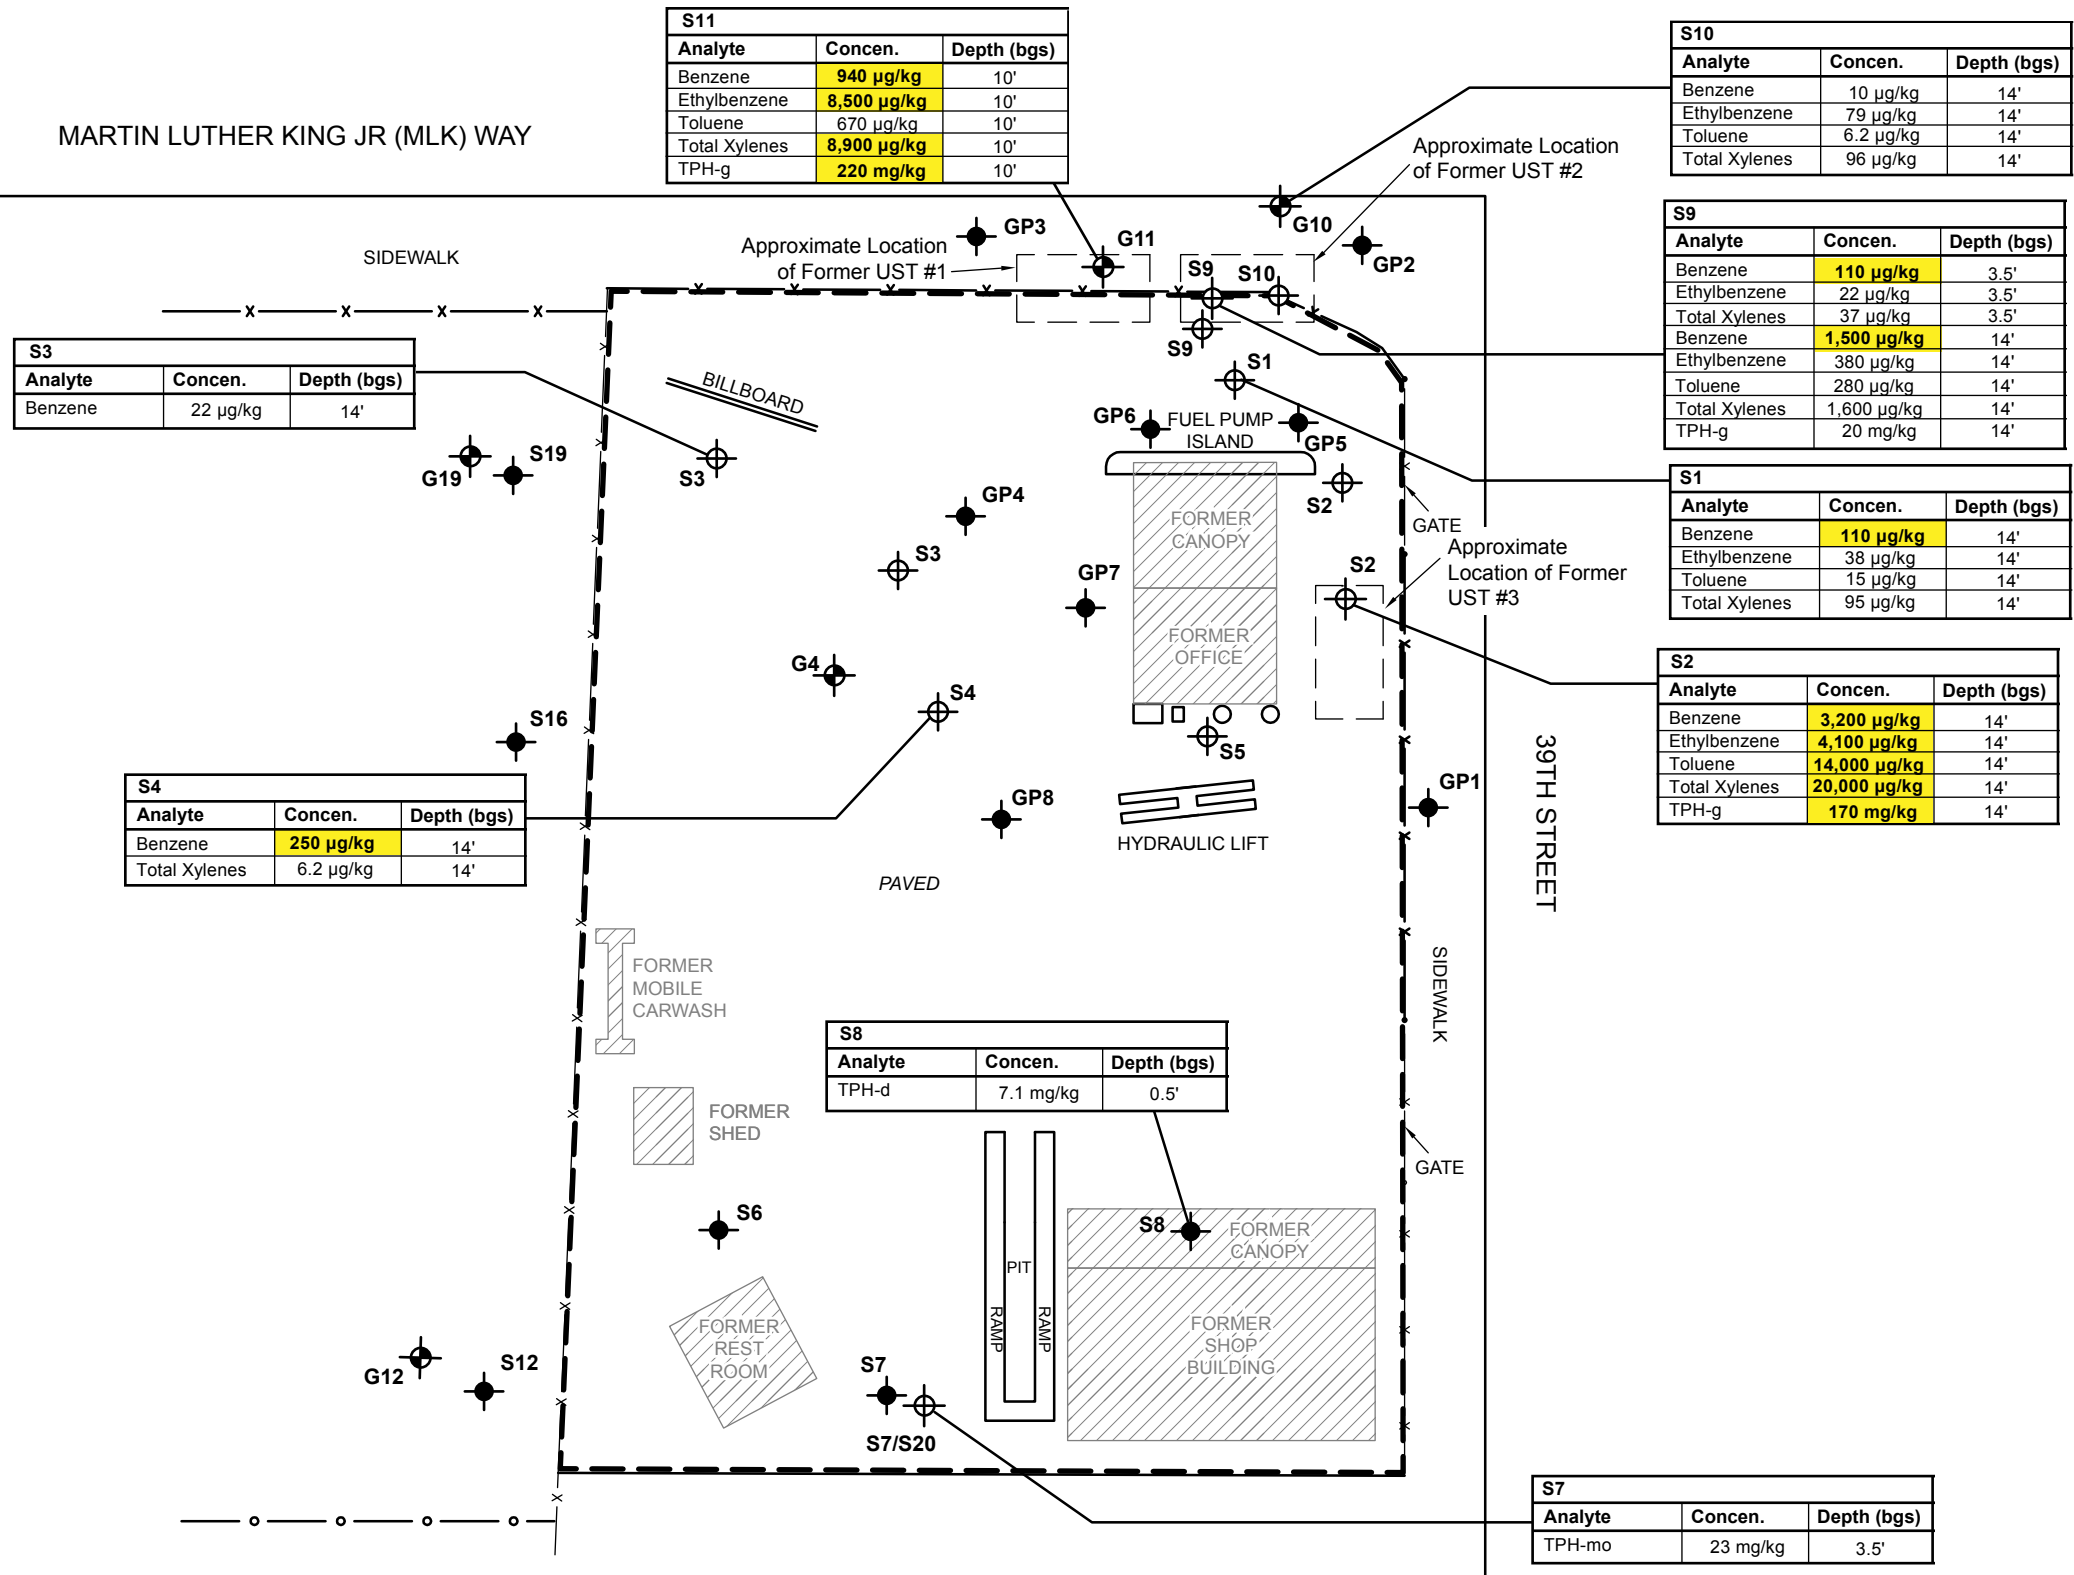 S11
Analyte Concen. Depth (bgs)
Benzene 940 µg/kg 10'
Ethylbenzene 8,500 µg/kg 10'
Toluene 670 µg/kg 10'
Total Xylenes 8,900 µg/kg 10'
TPH-g 220 mg/kg 10'
S10
Analyte Concen. Depth (bgs)
Benzene 10 µg/kg 14'
Ethylbenzene 79 µg/kg 14'
Toluene 6.2 µg/kg 14'
Total Xylenes 96 µg/kg 14'
MARTIN LUTHER KING JR (MLK) WAY
Approximate Location
of Former UST #2
S9
Analyte Concen. Depth (bgs)
Benzene 110 µg/kg 3.5'
Ethylbenzene 22 µg/kg 3.5'
Total Xylenes 37 µg/kg 3.5'
Benzene 1,500 µg/kg 14'
Ethylbenzene 380 µg/kg 14'
Toluene 280 µg/kg 14'
Total Xylenes 1,600 µg/kg 14'
TPH-g 20 mg/kg 14'
SIDEWALK
Approximate Location
of Former UST #1
GP3
G11
G10
GP2
S9
S10
S9
S1
S3
Analyte Concen. Depth (bgs)
Benzene 22 µg/kg 14'
BILLBOARD
GP6
FUEL PUMP
ISLAND
GP5
G19
S19
S3
S2
GP4
FORMER
CANOPY
GATE
S1
Analyte Concen. Depth (bgs)
Benzene 110 µg/kg 14'
Ethylbenzene 38 µg/kg 14'
Toluene 15 µg/kg 14'
Total Xylenes 95 µg/kg 14'
Approximate
Location of Former
UST #3
S3
GP7
S2
FORMER
OFFICE
G4
S4
S2
Analyte Concen. Depth (bgs)
Benzene 3,200 µg/kg 14'
Ethylbenzene 4,100 µg/kg 14'
Toluene 14,000 µg/kg 14'
Total Xylenes 20,000 µg/kg 14'
TPH-g 170 mg/kg 14'
S16
S5
39TH STREET
S4
Analyte Concen. Depth (bgs)
Benzene 250 µg/kg 14'
Total Xylenes 6.2 µg/kg 14'
GP8
GP1
HYDRAULIC LIFT
PAVED
FORMER
MOBILE
CARWASH
SIDEWALK
S8
Analyte Concen. Depth (bgs)
TPH-d 7.1 mg/kg 0.5'
FORMER
SHED
GATE
S6
S8
FORMER
CANOPY
PIT
RAMP
RAMP
FORMER
REST
ROOM
FORMER
SHOP
BUILDING
G12
S12
S7
S7/S20
S7
Analyte Concen. Depth (bgs)
TPH-mo 23 mg/kg 3.5'